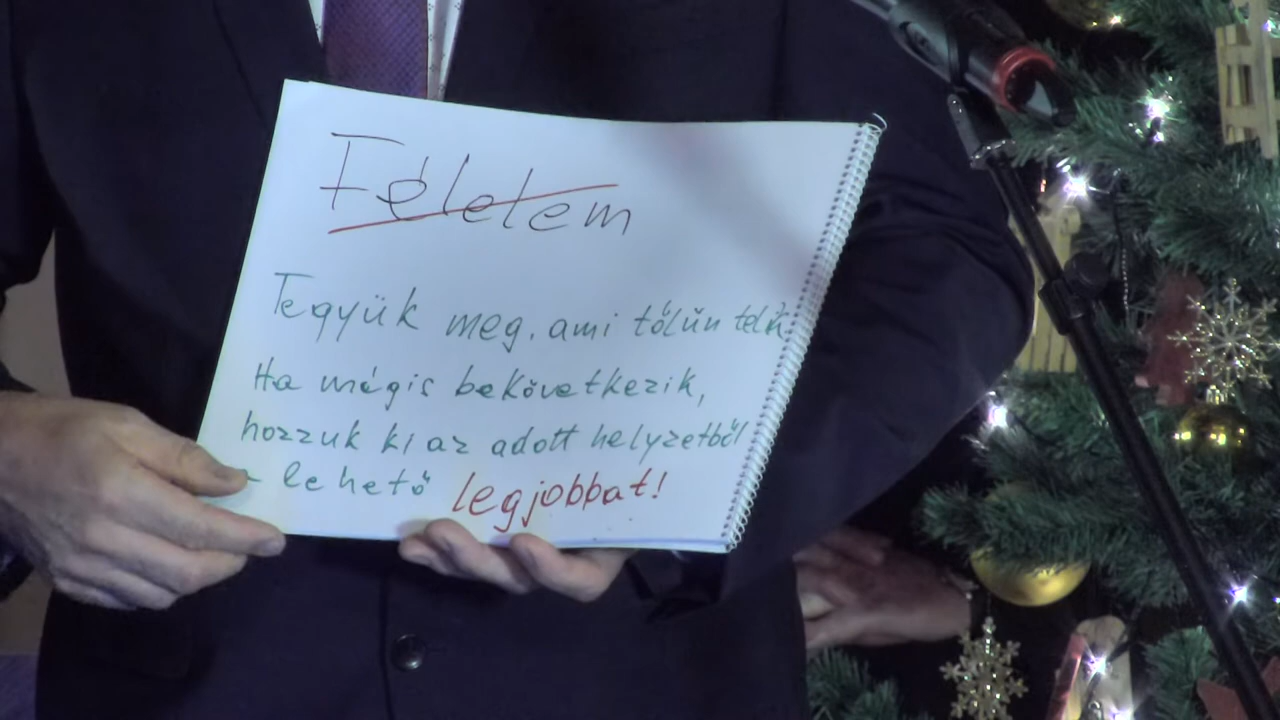 Félelem
Tegyük meg, ami tőlün telik.
Ha mégis bekövetkezik,
hozzuk ki az adott helyzetből
a lehető legjobbat!